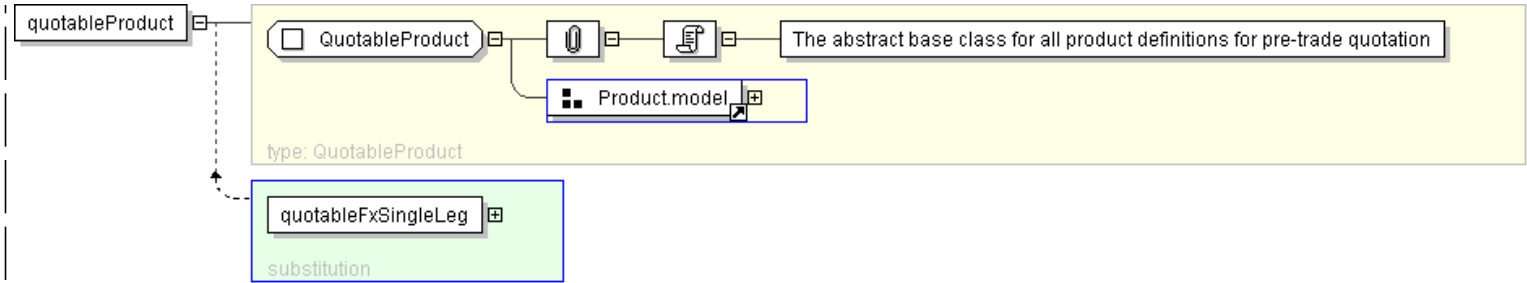 quotableProduct
QuotableProduct
The abstract base class for all product definitions for pre-trade quotation
Product.model
type: QuotableProduct
quotableFxSingleLeg
substitution